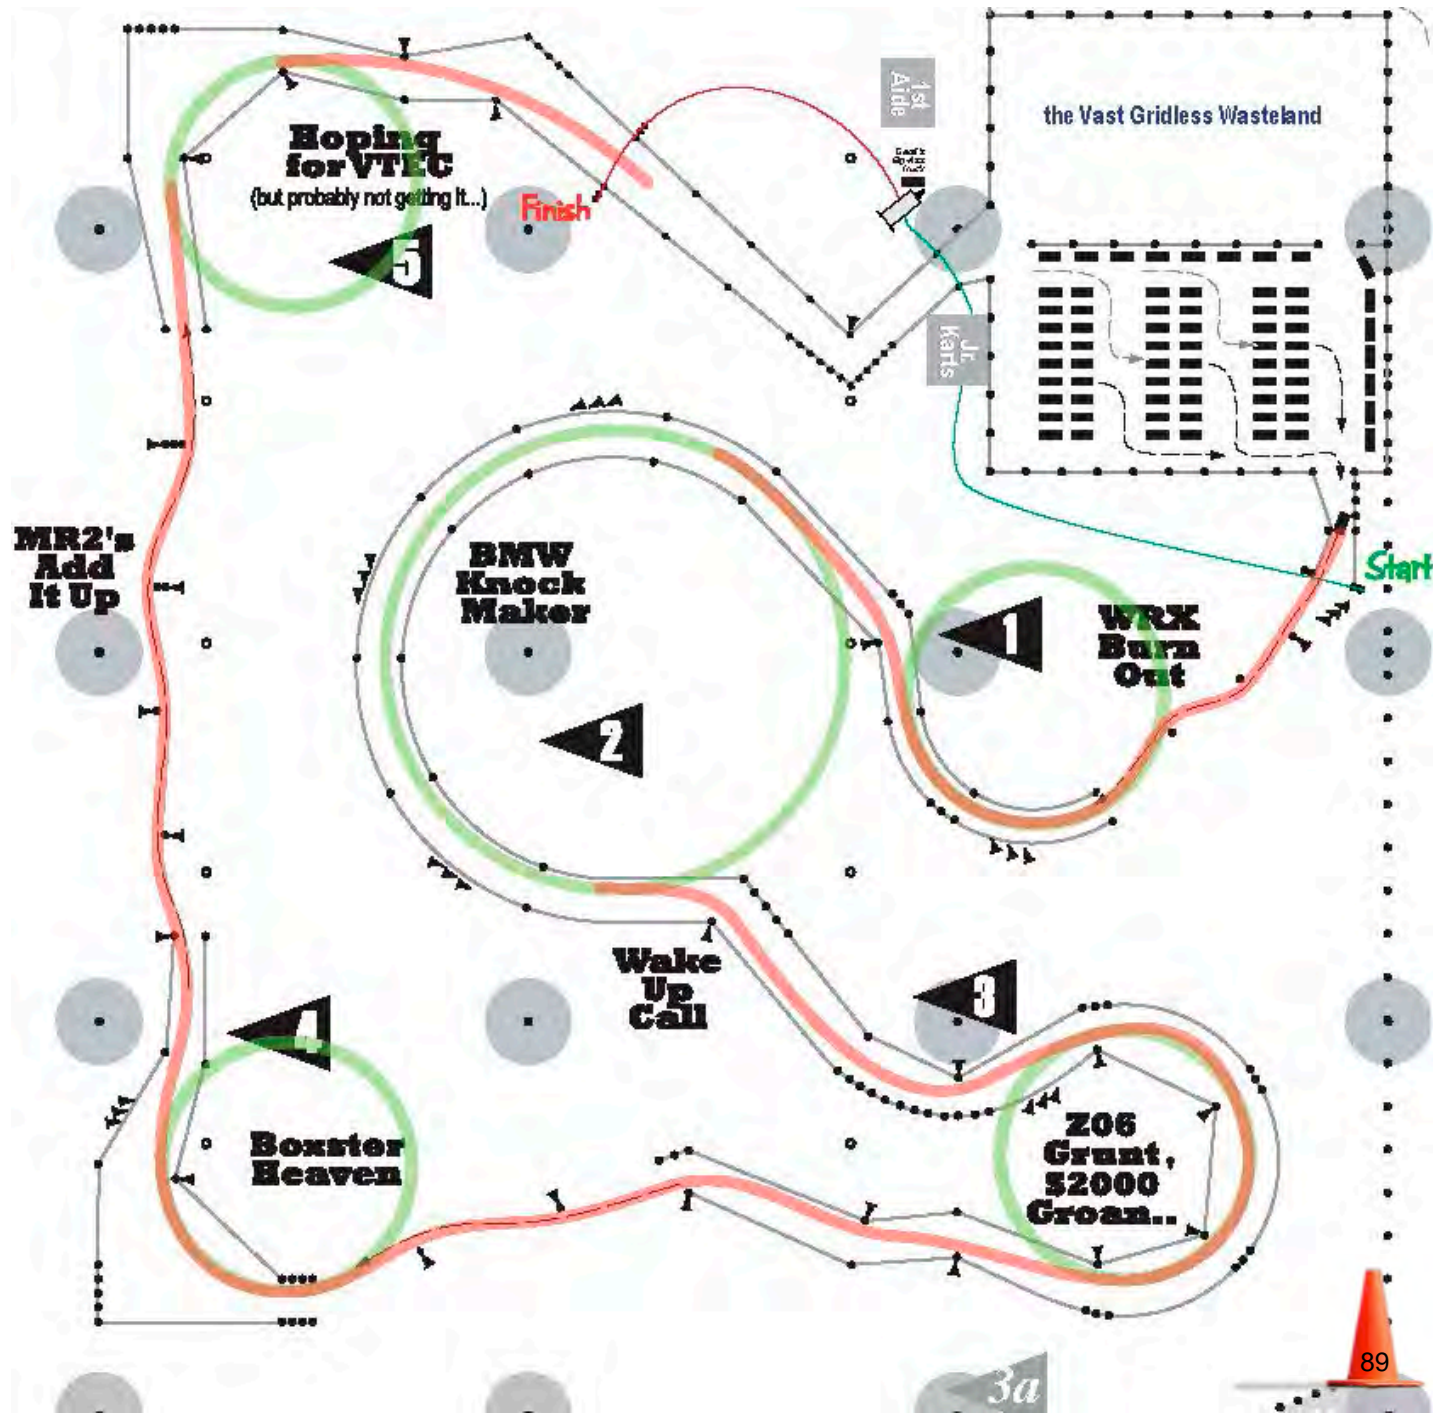 1st
Aide
the Vast Gridless Wasteland
Hoping
for VTEC
(but probably not getting it...)
Finish
5
Jr.
Karts
MR2's
Add
It Up
BMW
Knock
Maker
Start
1
WRX
Burn
Out
2
Wake
Up
Call
3
4
Boxster
Heaven
Z06
Grunt,
S2000
Groan..
89
3a